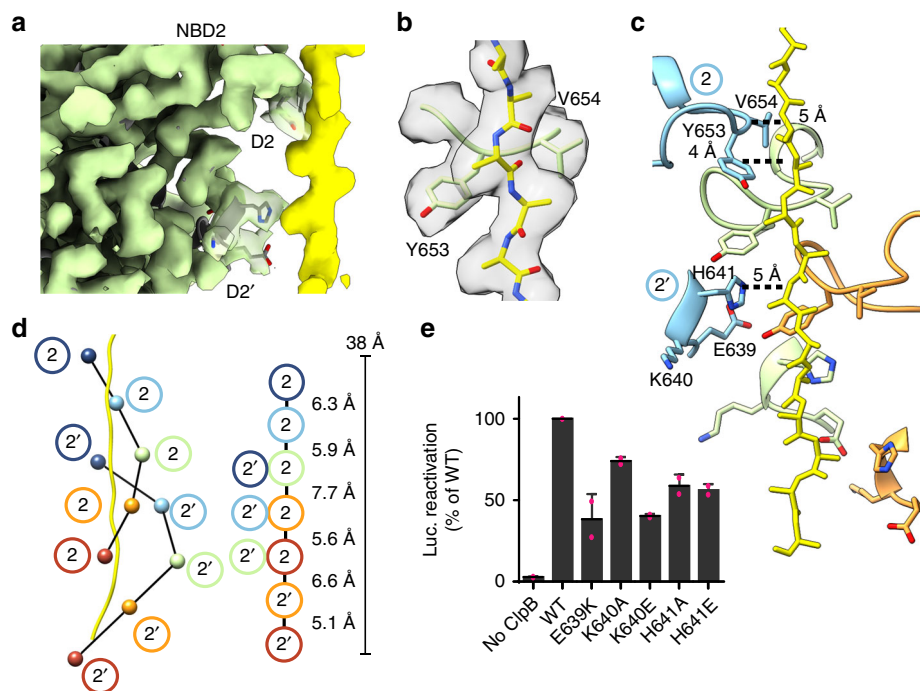 a
NBD2
D2
D2′
b
V654
Y653
c
2
V654
5 Å
Y653
4 Å
2′
H641
5 Å
E639
K640
d
38 Å
2
2
2′
2
2
2′
2
2′
2′
2′
2
6.3 Å
2
5.9 Å
2′
2
7.7 Å
2′
2
5.6 Å
2′
2
6.6 Å
2′
5.1 Å
2′
e
Luc. reactivation
(% of WT)
100
50
0
No ClpB
WT
E639K
K640A
K640E
H641A
H641E